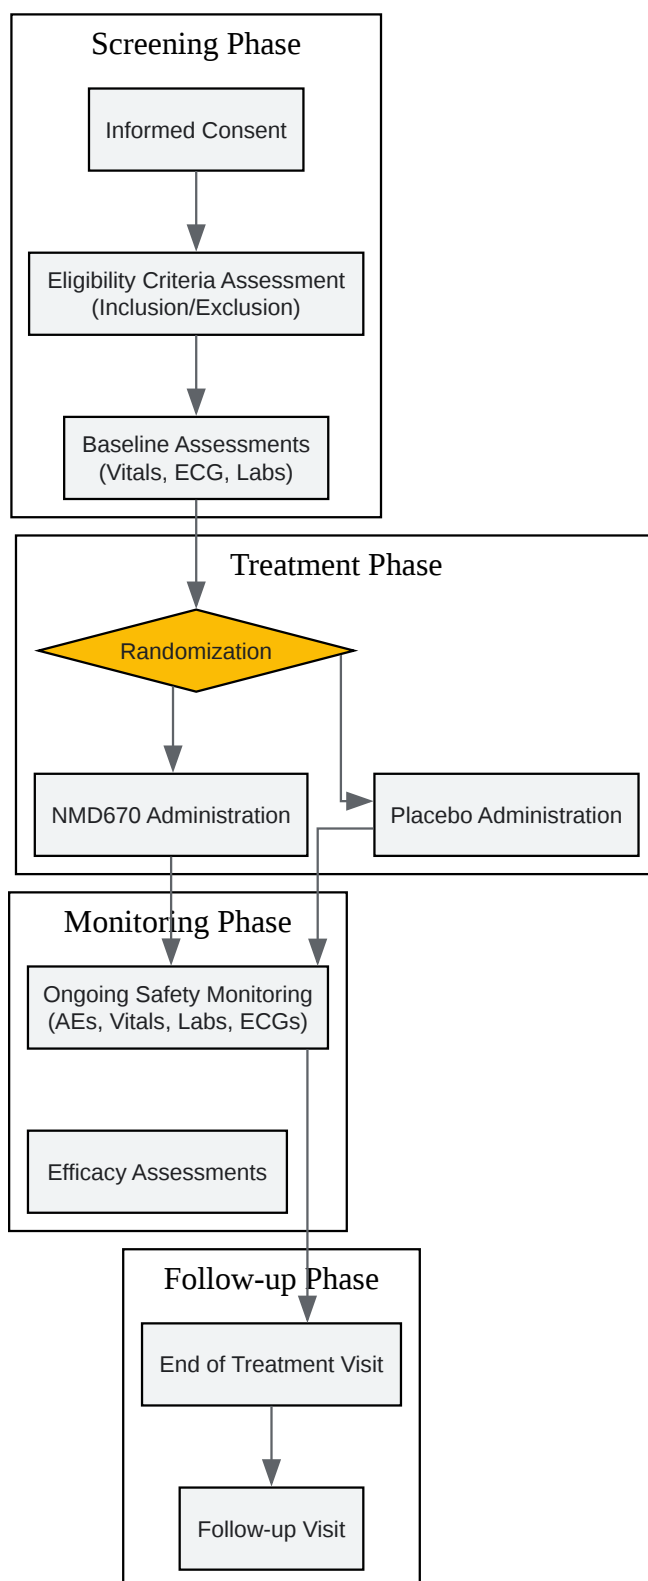 Screening Phase
Informed Consent
Eligibility Criteria Assessment
(Inclusion/Exclusion)
Baseline Assessments
(Vitals, ECG, Labs)
Treatment Phase
Randomization
NMD670 Administration
Placebo Administration
Monitoring Phase
Ongoing Safety Monitoring
(AEs, Vitals, Labs, ECGs)
Efficacy Assessments
Follow-up Phase
End of Treatment Visit
Follow-up Visit